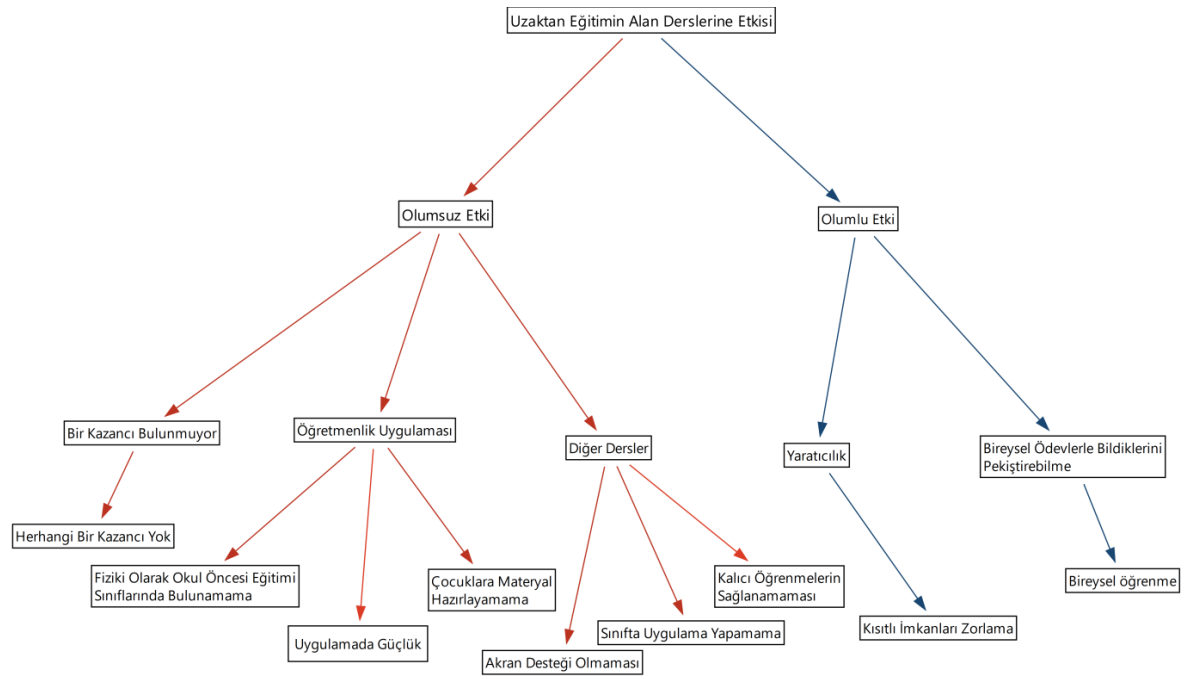 Uzaktan Eğitimin Alan Derslerine Etkisi
Olumsuz Etki
Olumlu Etki
Bir Kazancı Bulunmuyor
Öğretmenlik Uygulaması
Diğer Dersler
Yaratıcılık
Bireysel Ödevlerle Bildiklerini
Pekiştirebilme
Herhangi Bir Kazancı Yok
Fiziki Olarak Okul Öncesi Eğitimi
Sınıflarında Bulunamama
Uygulamada Güçlük
Çocuklara Materyal
Hazırlayamama
Akran Desteği Olmaması
Sınıfta Uygulama Yapamama
Kalıcı Öğrenmelerin
Sağlanamaması
Kısıtlı İmkanları Zorlama
Bireysel öğrenme